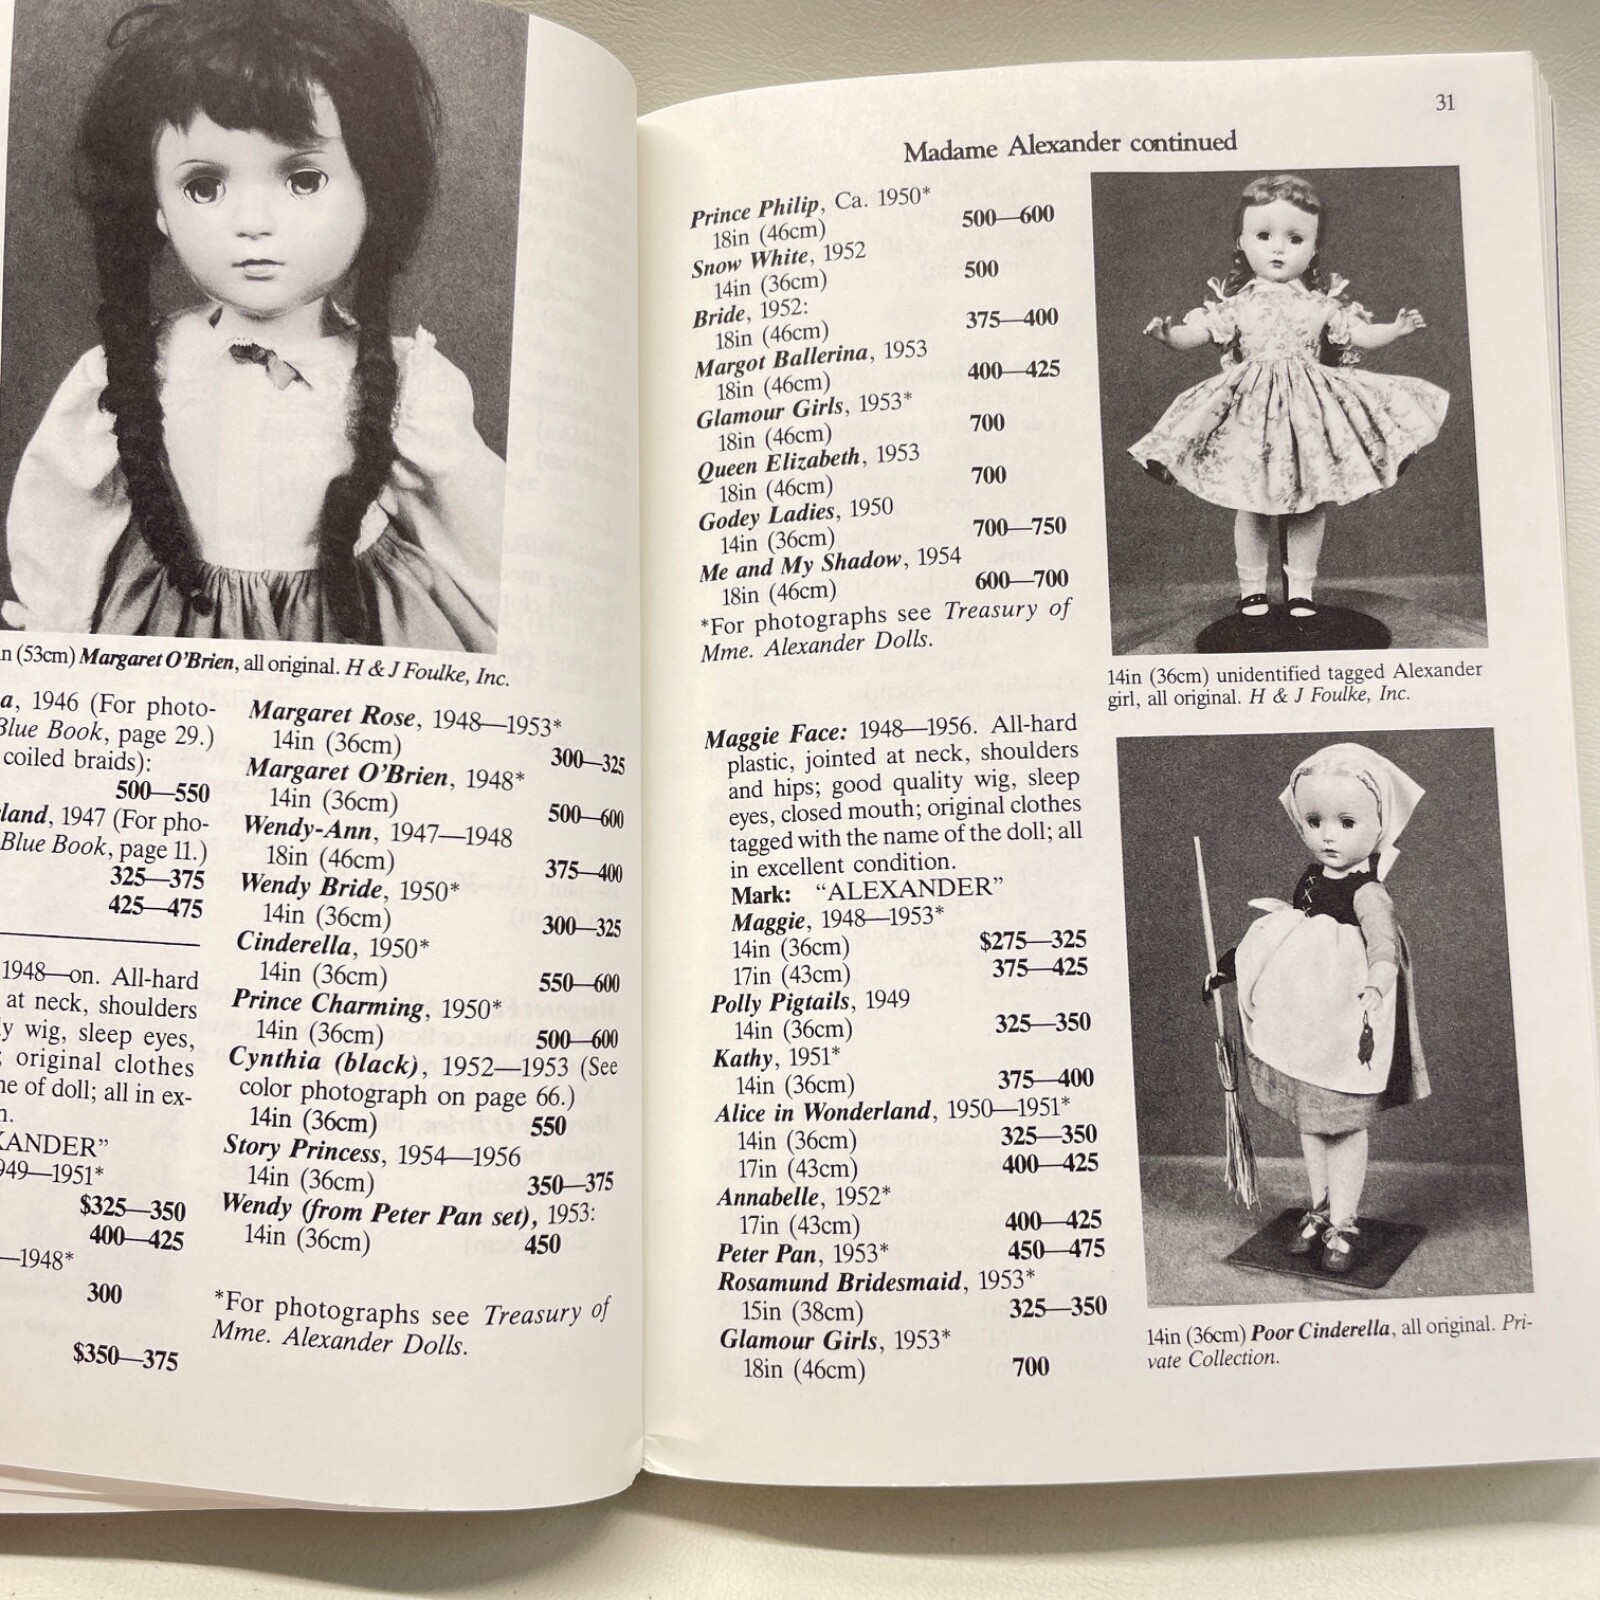 n (53cm) Margaret O'Brien, all original. H & J Foulke, Inc.
a, 1946 (For photo-
Blue Book, page 29.)
coiled braids):
500—550
land, 1947 (For pho-
Blue Book, page 11.)
325—375
425—475
1948—on. All-hard
at neck, shoulders
y wig, sleep eyes,
; original clothes
ne of doll; all in ex-
n.
XANDER"
949—1951*
$325—350
400—425
—1948*
300
$350—375
Margaret Rose, 1948—1953*
14in (36cm) 300—325
Margaret O'Brien, 1948*
14in (36cm) 500—600
Wendy-Ann, 1947—1948
18in (46cm) 375—400
Wendy Bride, 1950*
14in (36cm) 300—325
Cinderella, 1950*
14in (36cm) 550—600
Prince Charming, 1950*
14in (36cm) 500—600
Cynthia (black), 1952—1953 (See
color photograph on page 66.)
14in (36cm) 550
Story Princess, 1954—1956
14in (36cm) 350—375
Wendy (from Peter Pan set), 1953:
14in (36cm) 450
*For photographs see Treasury of
Mme. Alexander Dolls.
31
Madame Alexander continued
Prince Philip, Ca. 1950*
18in (46cm) 500—600
Snow White, 1952
14in (36cm) 500
Bride, 1952:
18in (46cm) 375—400
Margot Ballerina, 1953
18in (46cm) 400—425
Glamour Girls, 1953*
18in (46cm) 700
Queen Elizabeth, 1953
18in (46cm) 700
Godey Ladies, 1950
14in (36cm) 700—750
Me and My Shadow, 1954
18in (46cm) 600—700
*For photographs see Treasury of
Mme. Alexander Dolls.
Maggie Face: 1948—1956. All-hard
plastic, jointed at neck, shoulders
and hips; good quality wig, sleep
eyes, closed mouth; original clothes
tagged with the name of the doll; all
in excellent condition.
Mark: "ALEXANDER"
Maggie, 1948—1953*
14in (36cm) $275—325
17in (43cm) 375—425
Polly Pigtails, 1949
14in (36cm) 325—350
Kathy, 1951*
14in (36cm) 375—400
Alice in Wonderland, 1950—1951*
14in (36cm) 325—350
17in (43cm) 400—425
Annabelle, 1952*
17in (43cm) 400—425
Peter Pan, 1953* 450—475
Rosamund Bridesmaid, 1953*
15in (38cm) 325—350
Glamour Girls, 1953*
18in (46cm) 700
14in (36cm) unidentified tagged Alexander
girl, all original. H & J Foulke, Inc.
14in (36cm) Poor Cinderella, all original. Pri-
vate Collection.